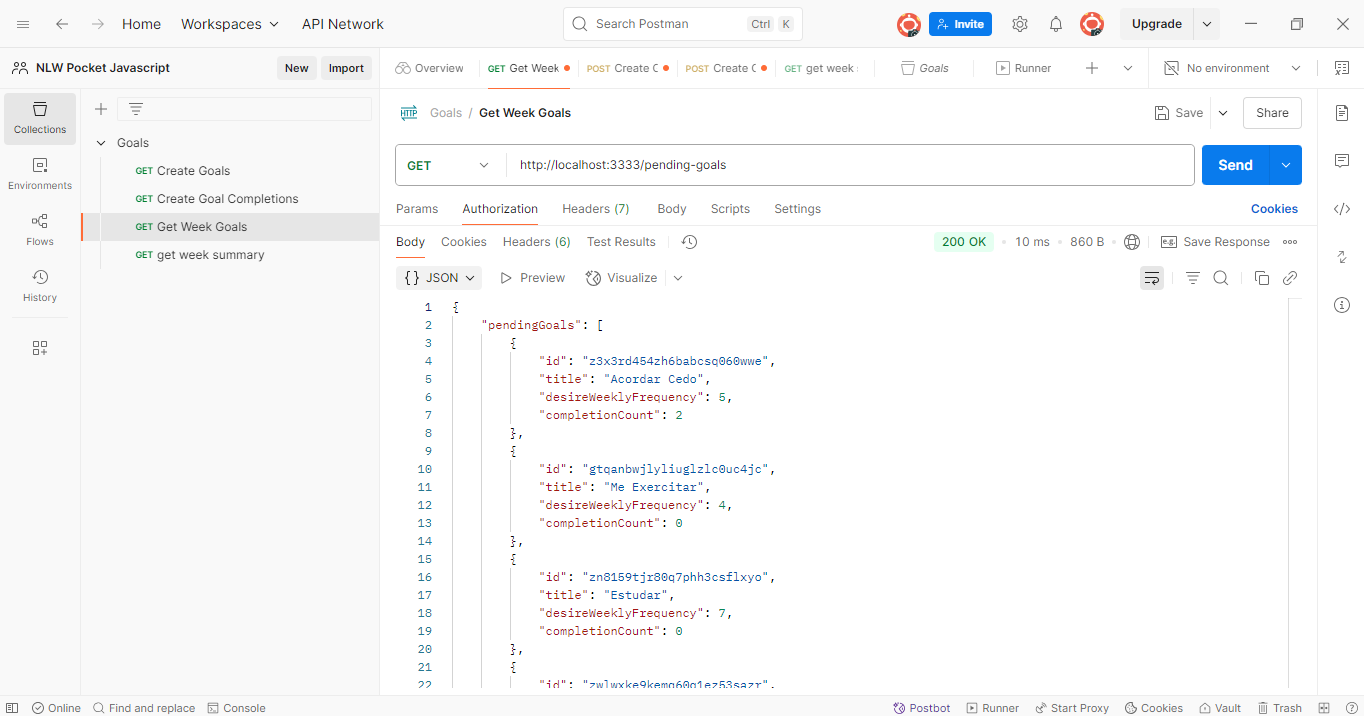 Home Workspaces API Network Search Postman Ctrl K Invite Upgrade
NLW Pocket Javascript New Import
Overview GET Get Week POST Create POST Create GET get week Goals Runner No environment
Collections
Environments
Flows
History
Goals
GET Create Goals
GET Create Goal Completions
GET Get Week Goals
GET get week summary
HTTP Goals / Get Week Goals Save Share
GET http://localhost:3333/pending-goals Send
Params Authorization Headers (7) Body Scripts Settings Cookies
Body Cookies Headers (6) Test Results 200 OK • 10 ms • 860 B e.g. Save Response
{} JSON Preview Visualize
1 {
2 "pendingGoals": [
3 {
4 "id": "z3x3rd454zh6babcsq060wwe",
5 "title": "Acordar Cedo",
6 "desireWeeklyFrequency": 5,
7 "completionCount": 2
8 },
9 {
10 "id": "gtqanbwjlyliuglzlc0uc4jc",
11 "title": "Me Exercitar",
12 "desireWeeklyFrequency": 4,
13 "completionCount": 0
14 },
15 {
16 "id": "zn8159tjr80q7phh3csflxyo",
17 "title": "Estudar",
18 "desireWeeklyFrequency": 7,
19 "completionCount": 0
20 },
21 {
22 "id": "zwlwxke9kemq60q1ez53sazr",
Online Find and replace Console Postbot Runner Start Proxy Cookies Vault Trash